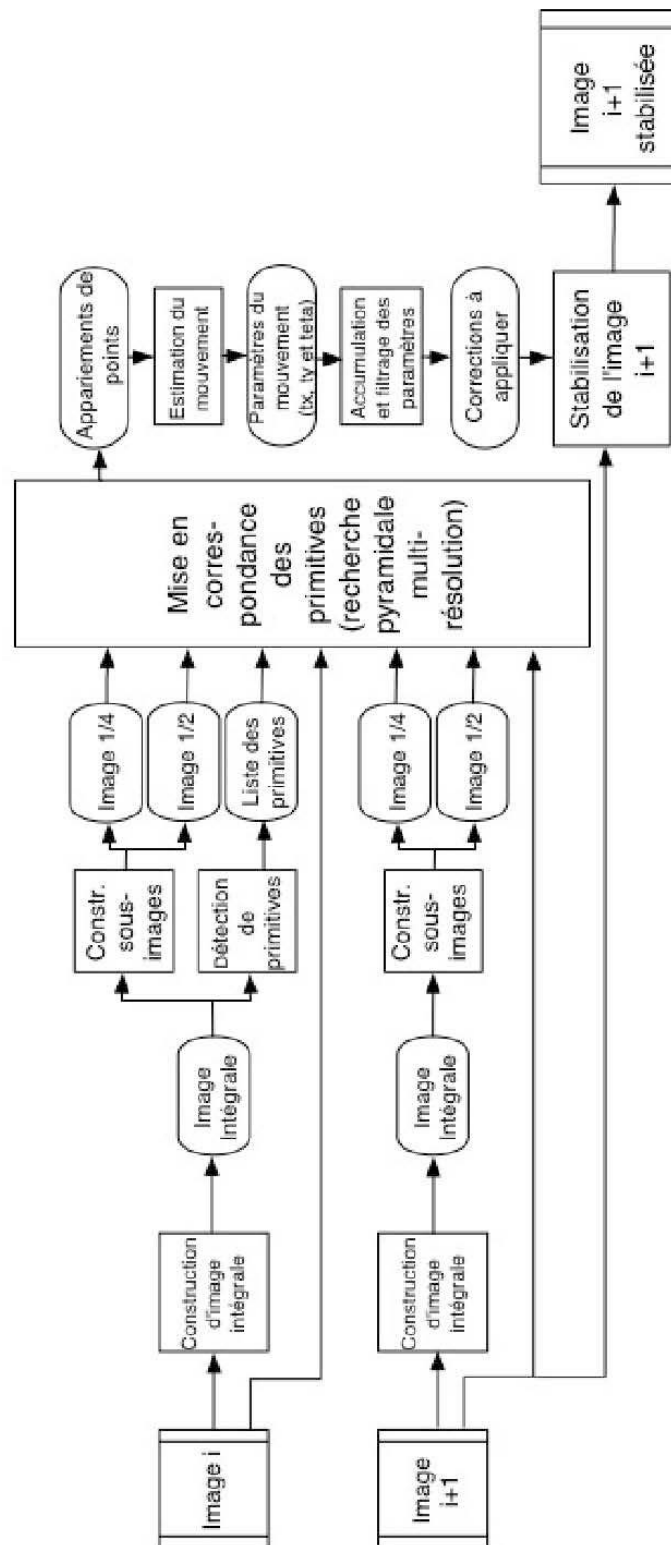 Image i
Construction
d'image
intégrale
Image
Intégrale
Constr.
sous-
images
Détection
de
primitives
Image 1/4
Image 1/2
Liste des
primitives
Image
i+1
Construction
d'image
intégrale
Image
Intégrale
Constr.
sous-
images
Image 1/4
Image 1/2
Mise en
corres-
pondance
des
primitives
(recherche
pyramidale
multi-
résolution)
Appariements de
points
Estimation du
mouvement
Paramètres du
mouvement
(tx, ty et teta)
Accumulation
et filtrage des
paramètres
Corrections à
appliquer
Stabilisation
de l'image
i+1
Image
i+1
stabilisée